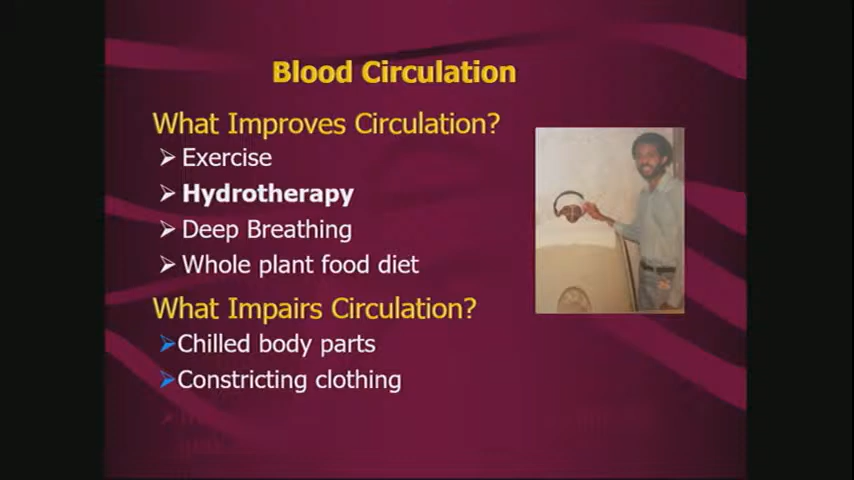 Blood Circulation
What Improves Circulation?
Exercise
Hydrotherapy
Deep Breathing
Whole plant food diet
What Impairs Circulation?
Chilled body parts
Constricting clothing